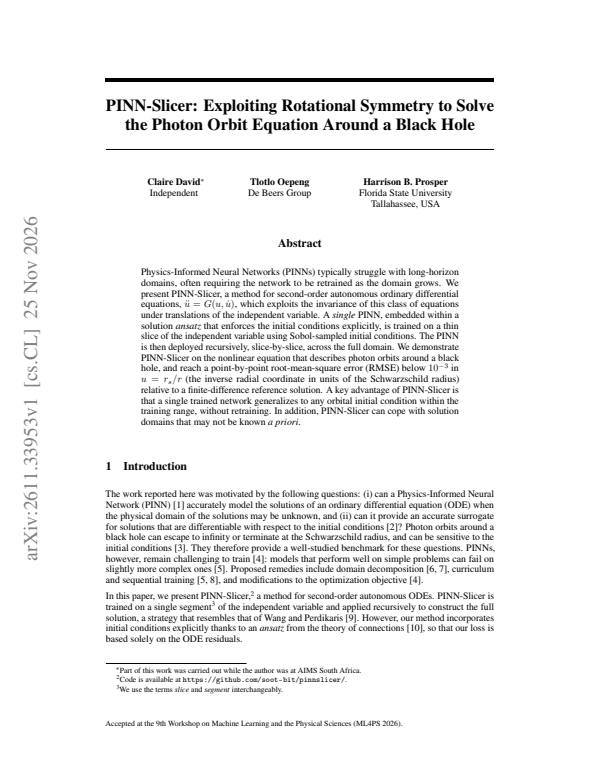 arXiv:2611.33953v1 [cs.CL] 25 Nov 2026
PINN-Slicer: Exploiting Rotational Symmetry to Solve
the Photon Orbit Equation Around a Black Hole
Claire David* Tlotlo Oepeng Harrison B. Prosper
Independent De Beers Group Florida State University
Tallahassee, USA
Abstract
Physics-Informed Neural Networks (PINNs) typically struggle with long-horizon
domains, often requiring the network to be retrained as the domain grows. We
present PINN-Slicer, a method for second-order autonomous ordinary differential
equations, ü = G(u, u̇), which exploits the invariance of this class of equations
under translations of the independent variable. A single PINN, embedded within a
solution ansatz that enforces the initial conditions explicitly, is trained on a thin
slice of the independent variable using Sobol-sampled initial conditions. The PINN
is then deployed recursively, slice-by-slice, across the full domain. We demonstrate
PINN-Slicer on the nonlinear equation that describes photon orbits around a black
hole, and reach a point-by-point root-mean-square error (RMSE) below 10⁻³ in
u = rₛ/r (the inverse radial coordinate in units of the Schwarzschild radius)
relative to a finite-difference reference solution. A key advantage of PINN-Slicer is
that a single trained network generalizes to any orbital initial condition within the
training range, without retraining. In addition, PINN-Slicer can cope with solution
domains that may not be known a priori.
1 Introduction
The work reported here was motivated by the following questions: (i) can a Physics-Informed Neural
Network (PINN) [1] accurately model the solutions of an ordinary differential equation (ODE) when
the physical domain of the solutions may be unknown, and (ii) can it provide an accurate surrogate
for solutions that are differentiable with respect to the initial conditions [2]? Photon orbits around a
black hole can escape to infinity or terminate at the Schwarzschild radius, and can be sensitive to the
initial conditions [3]. They therefore provide a well-studied benchmark for these questions. PINNs,
however, remain challenging to train [4]: models that perform well on simple problems can fail on
slightly more complex ones [5]. Proposed remedies include domain decomposition [6, 7], curriculum
and sequential training [5, 8], and modifications to the optimization objective [4].
In this paper, we present PINN-Slicer,² a method for second-order autonomous ODEs. PINN-Slicer is
trained on a single segment³ of the independent variable and applied recursively to construct the full
solution, a strategy that resembles that of Wang and Perdikaris [9]. However, our method incorporates
initial conditions explicitly thanks to an ansatz from the theory of connections [10], so that our loss is
based solely on the ODE residuals.
*Part of this work was carried out while the author was at AIMS South Africa.
²Code is available at https://github.com/soot-bit/pinnslicer/.
³We use the terms slice and segment interchangeably.
Accepted at the 9th Workshop on Machine Learning and the Physical Sciences (ML4PS 2026).